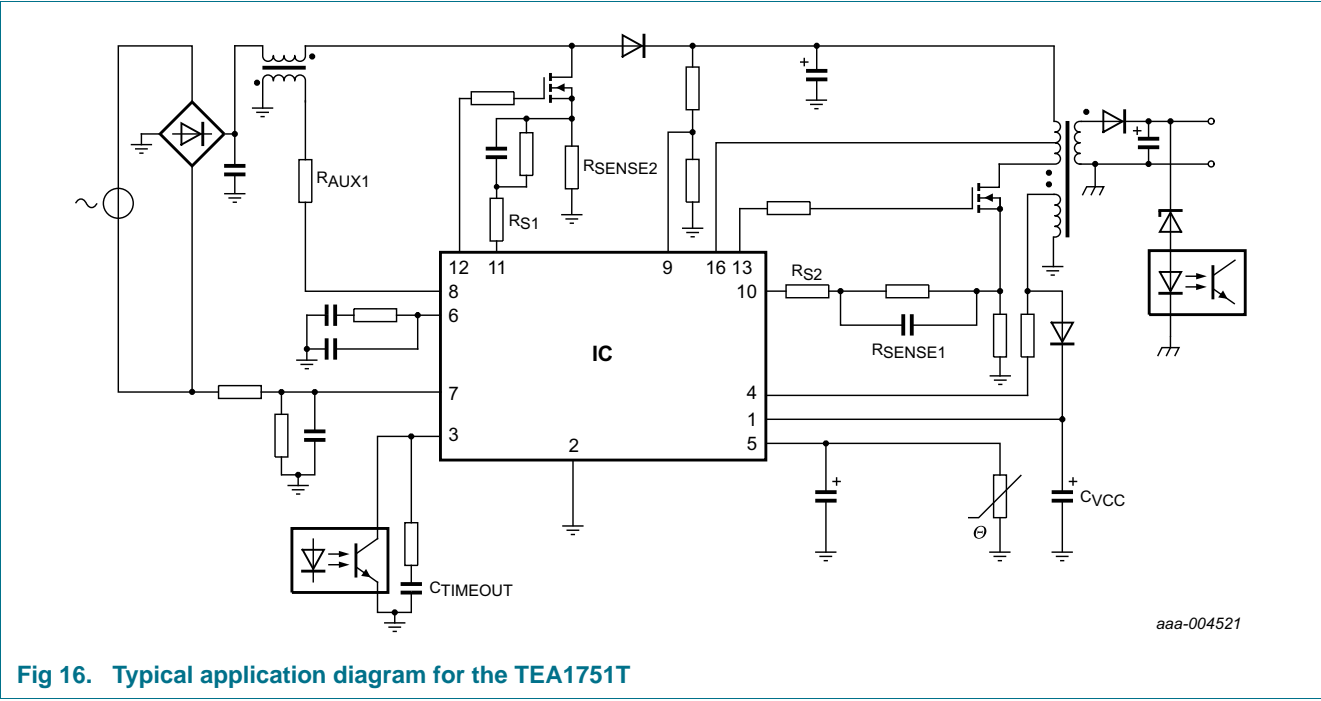 RAUX1
RSENSE2
RS1
12 11 9 16 13
8 10 RS2
6
RSENSE1
IC
7 4
1
3 2 5
CVCC
Θ
CTIMEOUT
aaa-004521
Fig 16. Typical application diagram for the TEA1751T